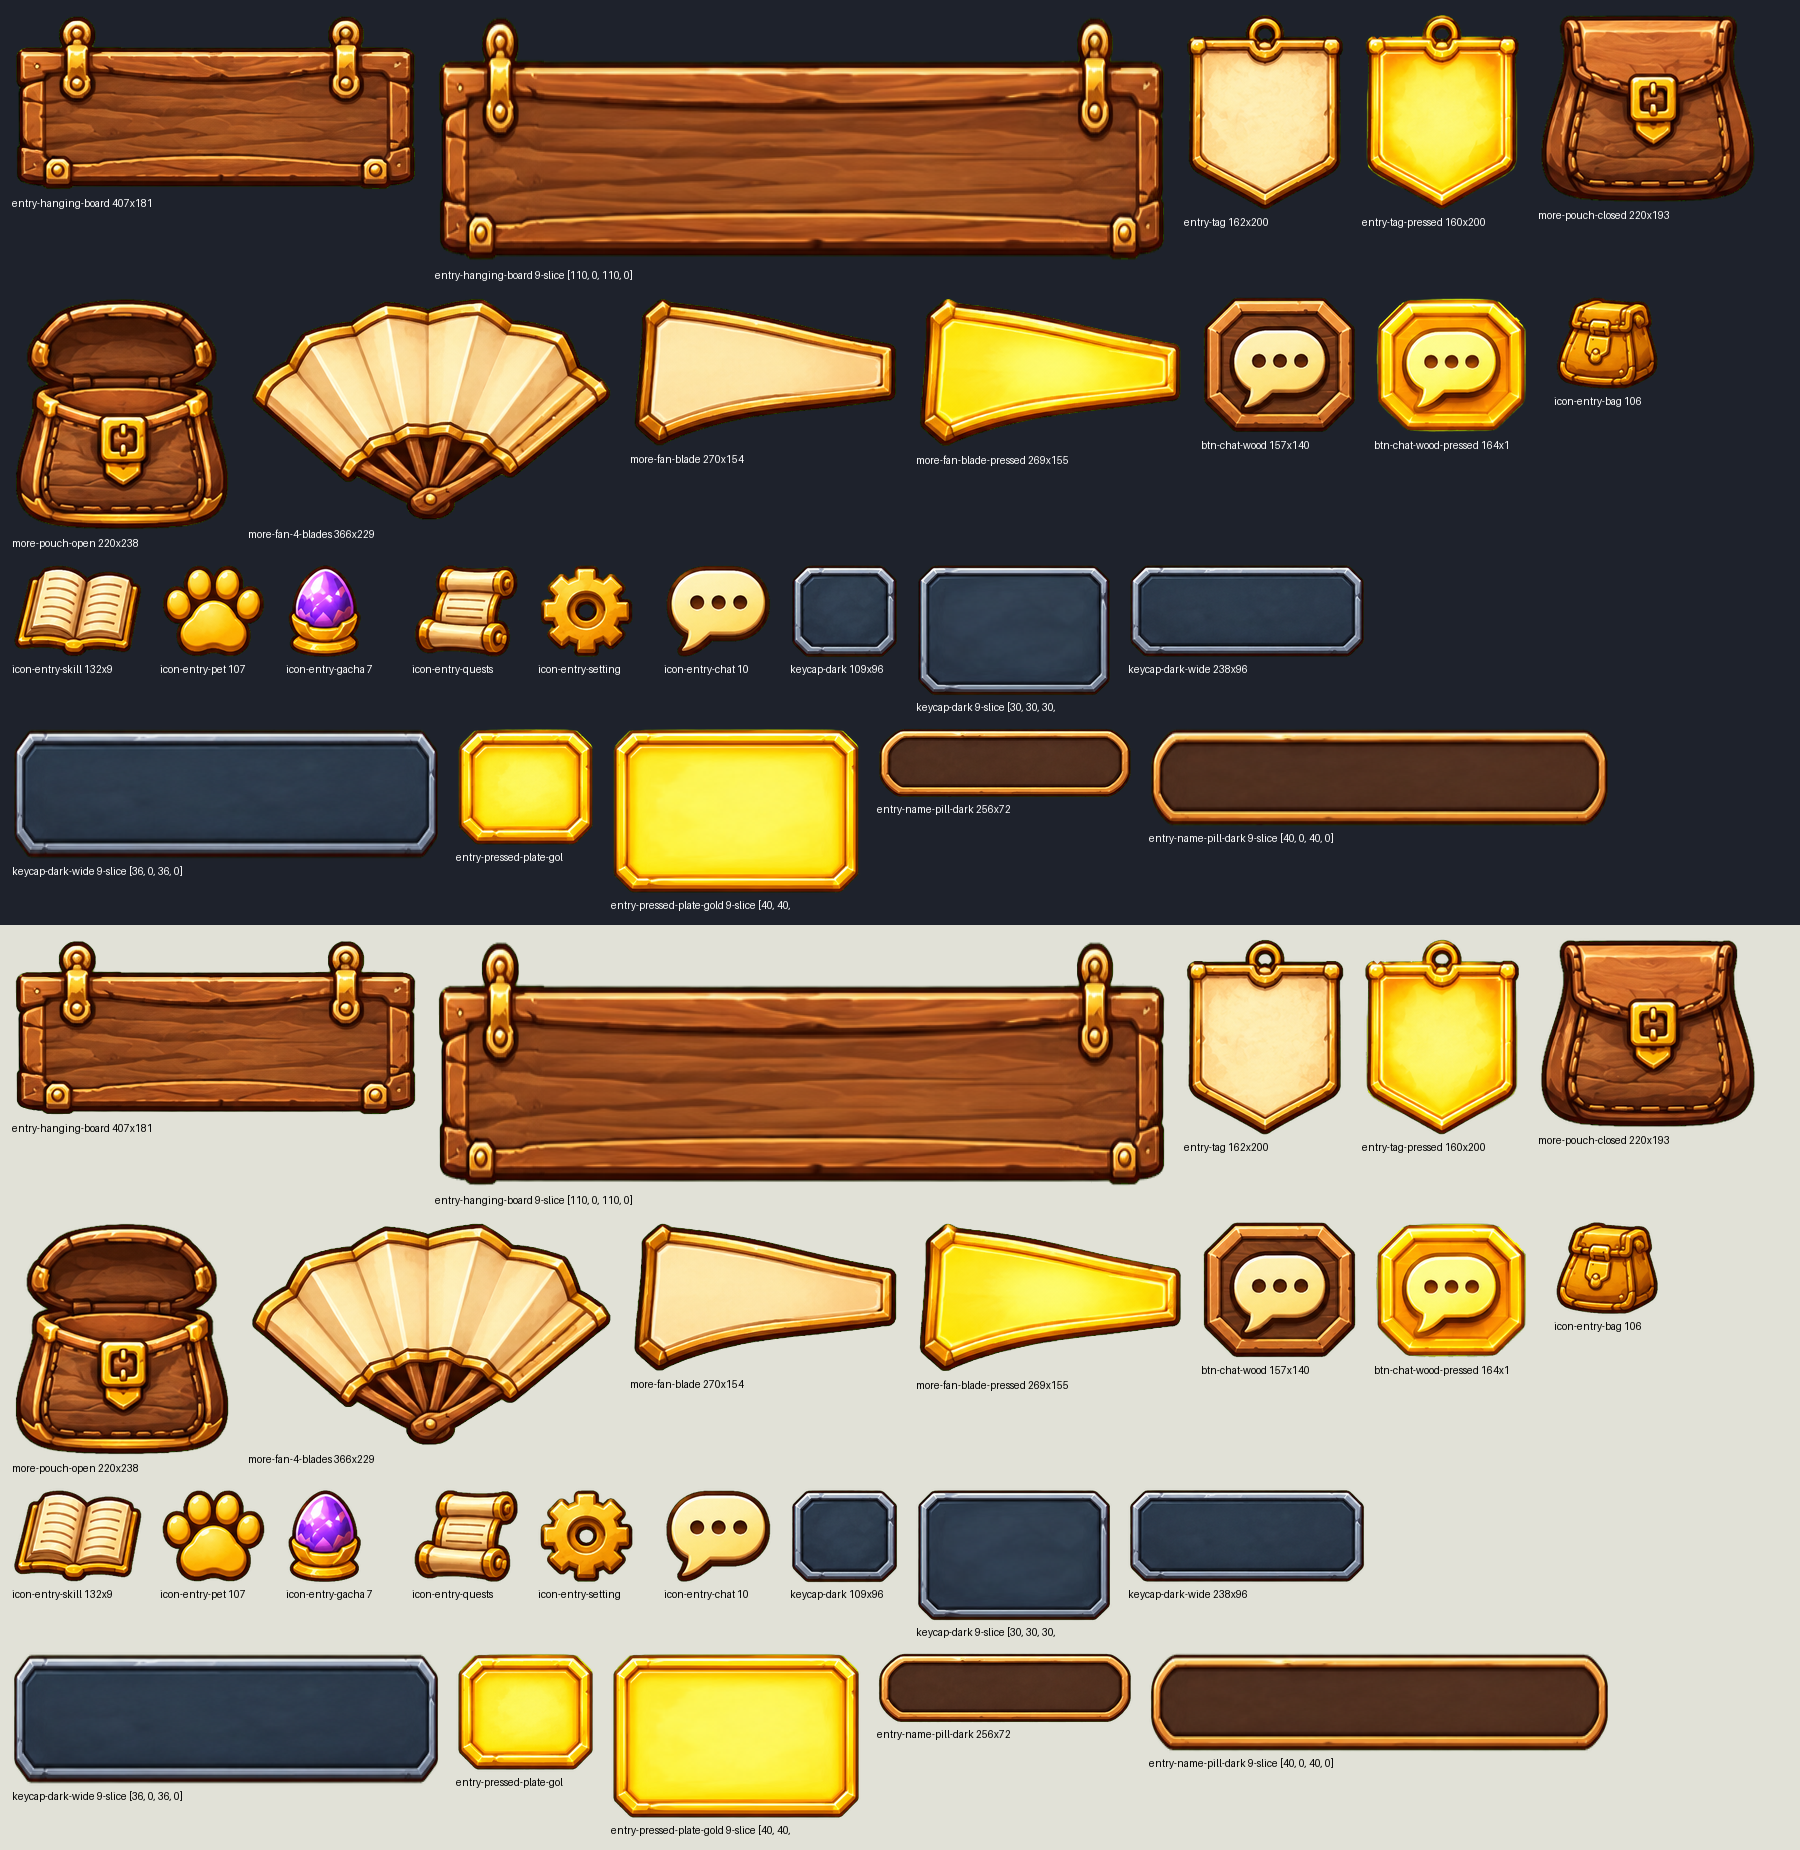 entry-hanging-board 407x181
entry-hanging-board 9-slice [110, 0, 110, 0]
entry-tag 162x200
entry-tag-pressed 160x200
more-pouch-closed 220x193
more-pouch-open 220x238
more-fan-4-blades 366x229
more-fan-blade 270x154
more-fan-blade-pressed 269x155
btn-chat-wood 157x140
btn-chat-wood-pressed 164x1
icon-entry-bag 106
icon-entry-skill 132x9
icon-entry-pet 107
icon-entry-gacha 7
icon-entry-quests
icon-entry-setting
icon-entry-chat 10
keycap-dark 109x96
keycap-dark 9-slice [30, 30, 30,
keycap-dark-wide 238x96
keycap-dark-wide 9-slice [36, 0, 36, 0]
entry-pressed-plate-gol
entry-pressed-plate-gold 9-slice [40, 40,
entry-name-pill-dark 256x72
entry-name-pill-dark 9-slice [40, 0, 40, 0]
entry-hanging-board 407x181
entry-hanging-board 9-slice [110, 0, 110, 0]
entry-tag 162x200
entry-tag-pressed 160x200
more-pouch-closed 220x193
more-pouch-open 220x238
more-fan-4-blades 366x229
more-fan-blade 270x154
more-fan-blade-pressed 269x155
btn-chat-wood 157x140
btn-chat-wood-pressed 164x1
icon-entry-bag 106
icon-entry-skill 132x9
icon-entry-pet 107
icon-entry-gacha 7
icon-entry-quests
icon-entry-setting
icon-entry-chat 10
keycap-dark 109x96
keycap-dark 9-slice [30, 30, 30,
keycap-dark-wide 238x96
keycap-dark-wide 9-slice [36, 0, 36, 0]
entry-pressed-plate-gol
entry-pressed-plate-gold 9-slice [40, 40,
entry-name-pill-dark 256x72
entry-name-pill-dark 9-slice [40, 0, 40, 0]